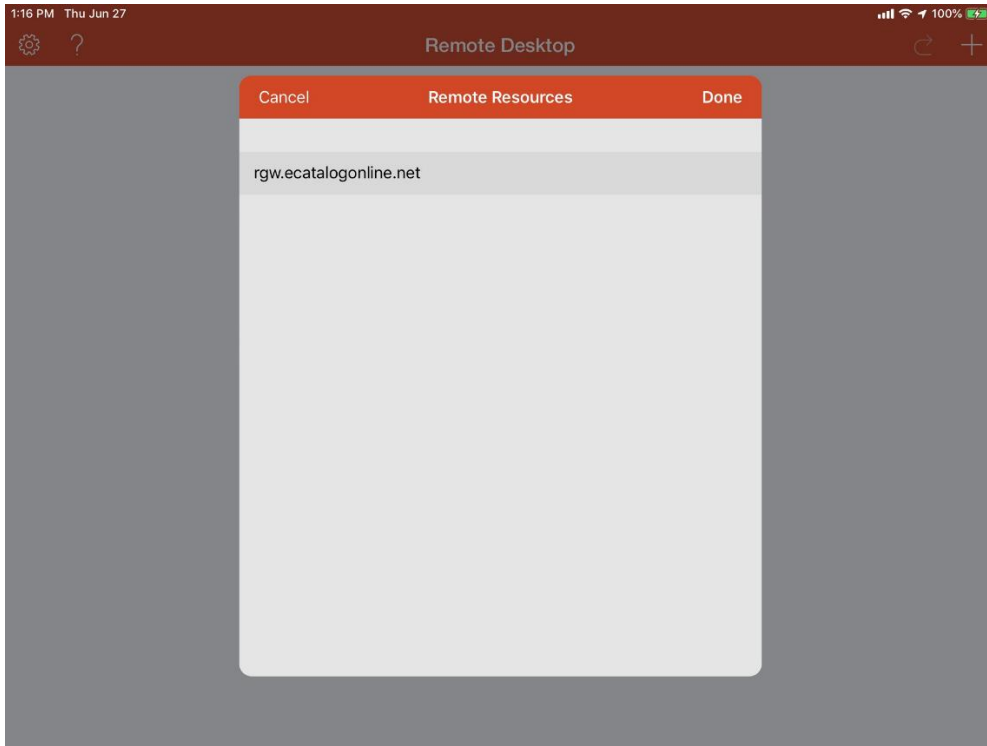 1:16 PM Thu Jun 27 100%
? Remote Desktop
Cancel Remote Resources Done
rgw.ecatalogonline.net